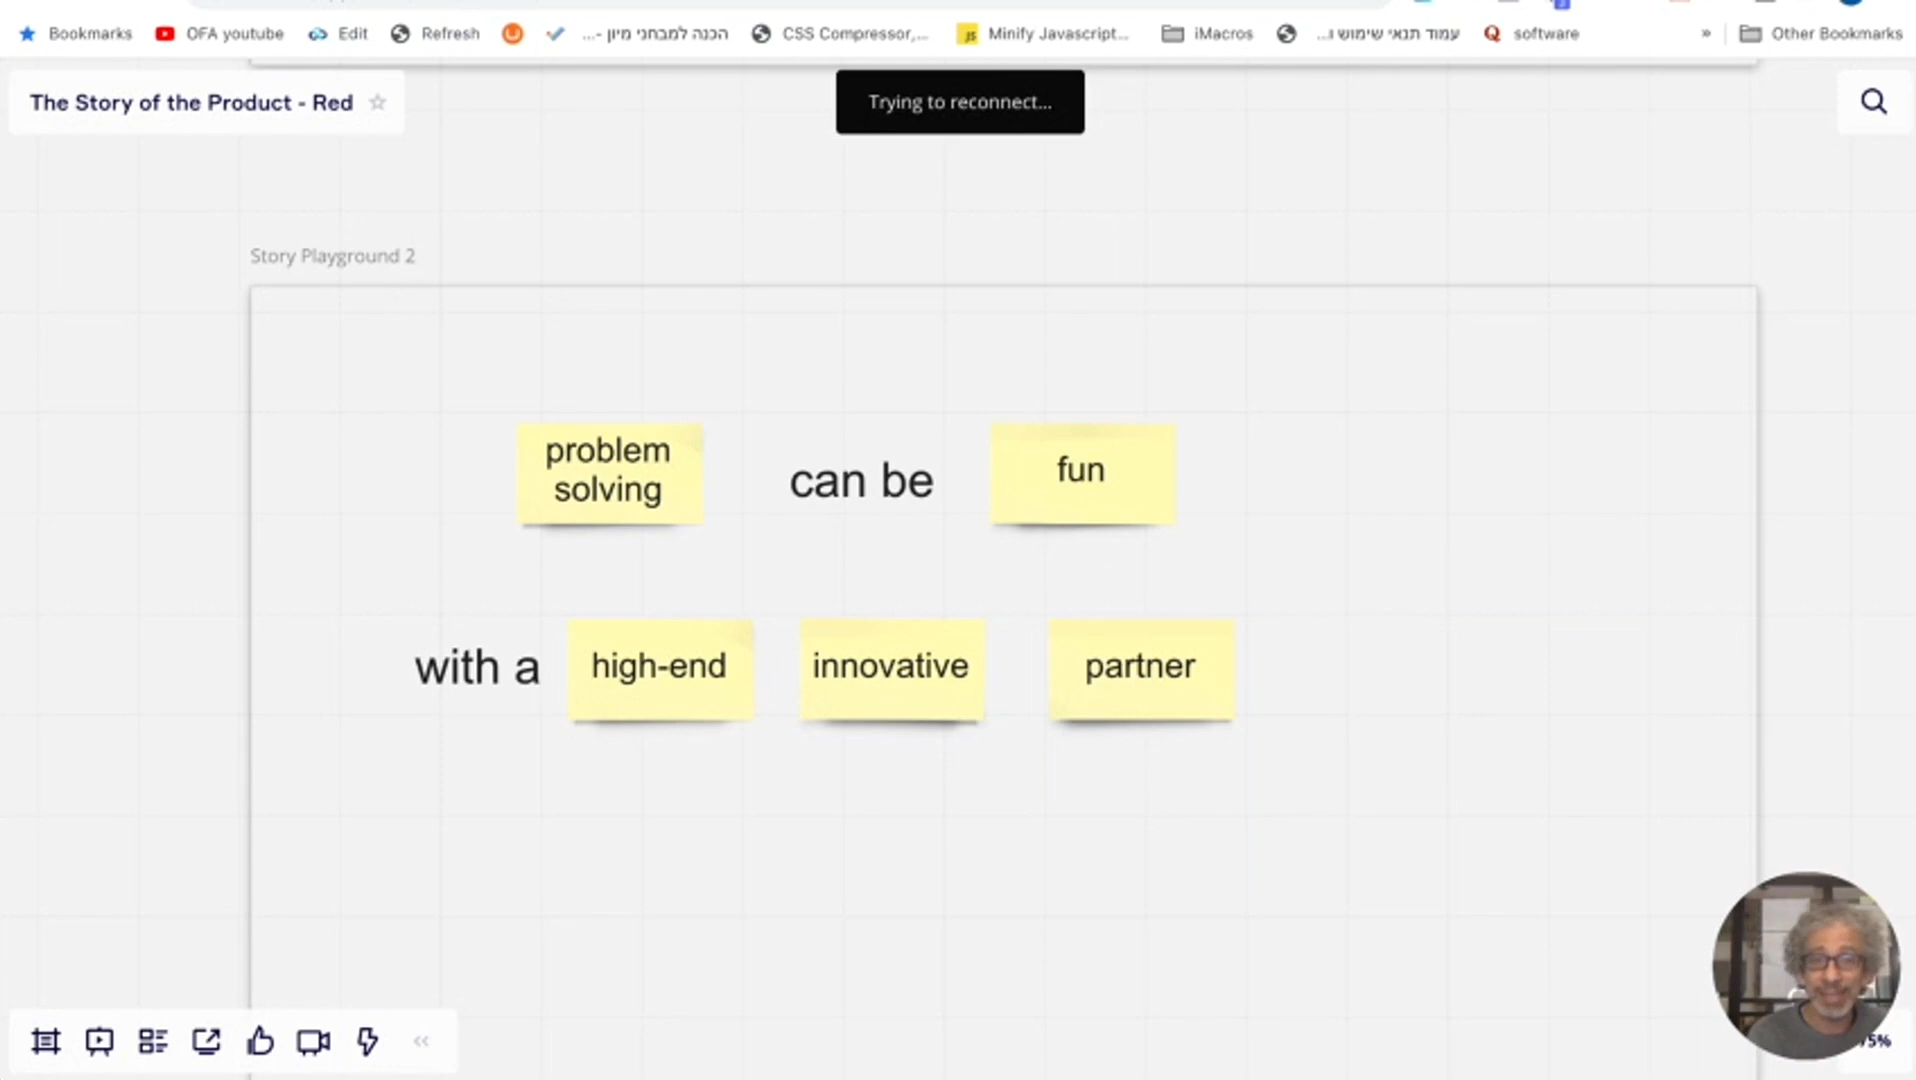 Bookmarks OFA youtube Edit Refresh ...- הכנה למבחני מיון CSS Compressor,... Minify Javascript... iMacros ...עמוד תנאי שימוש ו software » Other Bookmarks
The Story of the Product - Red
Trying to reconnect...
Story Playground 2
problem
solving
can be
fun
with a
high-end
innovative
partner